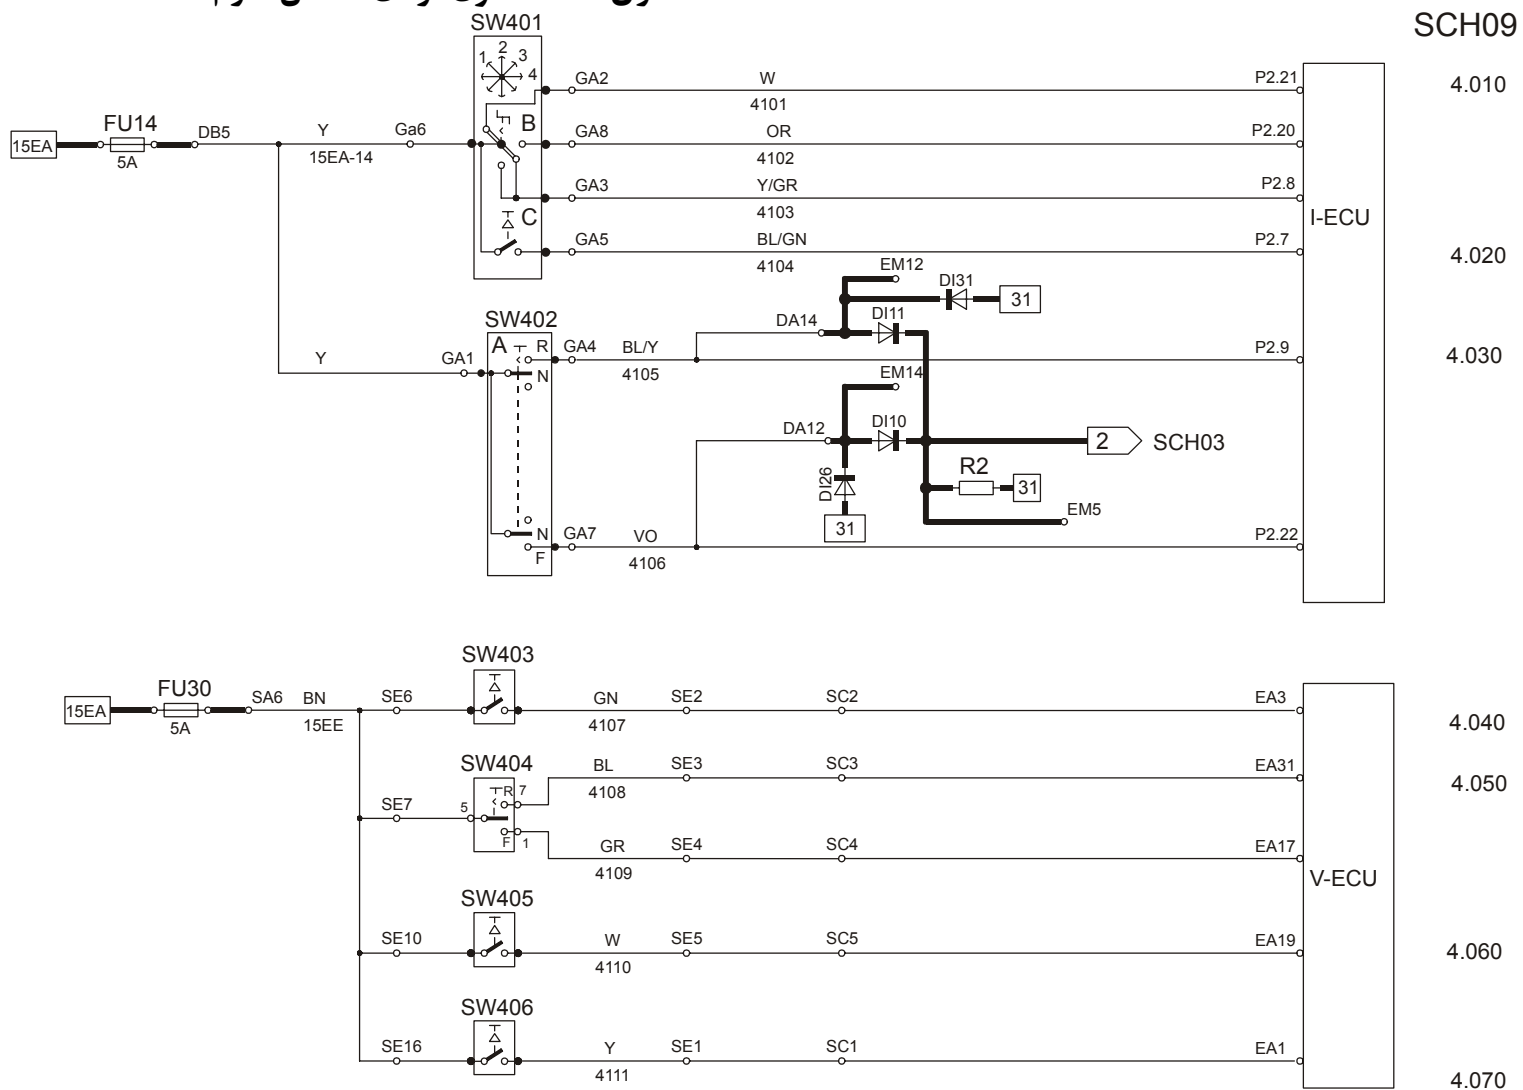 SCH09
SW401
1 2 3 4
GA2 W P2.21
4101
4.010
FU14
15EA DB5 Y Ga6
5A 15EA-14
B
GA8 OR P2.20
4102
GA3 Y/GR P2.8
4103
I-ECU
C
GA5 BL/GN P2.7
4104
4.020
EM12
DI31
31
SW402
DA14 DI11
A R N
Y GA1
GA4 BL/Y P2.9
4105
4.030
EM14
DA12 DI10
2 SCH03
R2
31
DI26
31
EM5
N F
GA7 VO P2.22
4106
SW403
FU30
15EA SA6 BN SE6
5A 15EE
GN SE2 SC2 EA3
4107
4.040
SW404
R 7
BL SE3 SC3 EA31
4108
4.050
SE7 5
F 1
GR SE4 SC4 EA17
4109
V-ECU
SW405
SE10 W SE5 SC5 EA19
4110
4.060
SW406
SE16 Y SE1 SC1 EA1
4111
4.070